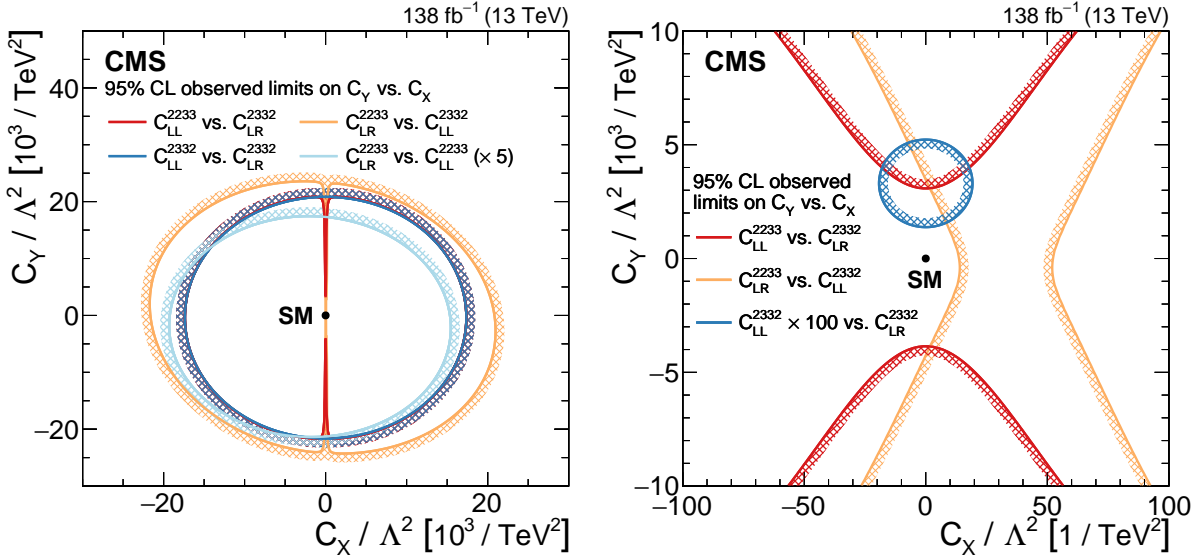 138 fb⁻¹ (13 TeV)
CMS
95% CL observed limits on C_Y vs. C_X
C_LL^2233 vs. C_LR^2332
C_LR^2233 vs. C_LL^2332
C_LL^2332 vs. C_LR^2332
C_LR^2233 vs. C_LL^2233 (× 5)
SM
40
20
0
−20
−20
0
20
C_Y / Λ² [10³ / TeV²]
C_X / Λ² [10³ / TeV²]
138 fb⁻¹ (13 TeV)
CMS
95% CL observed
limits on C_Y vs. C_X
C_LL^2233 vs. C_LR^2332
C_LR^2233 vs. C_LL^2332
C_LL^2332 × 100 vs. C_LR^2332
SM
10
5
0
−5
−10
−100
−50
0
50
100
C_Y / Λ² [10³ / TeV²]
C_X / Λ² [1 / TeV²]